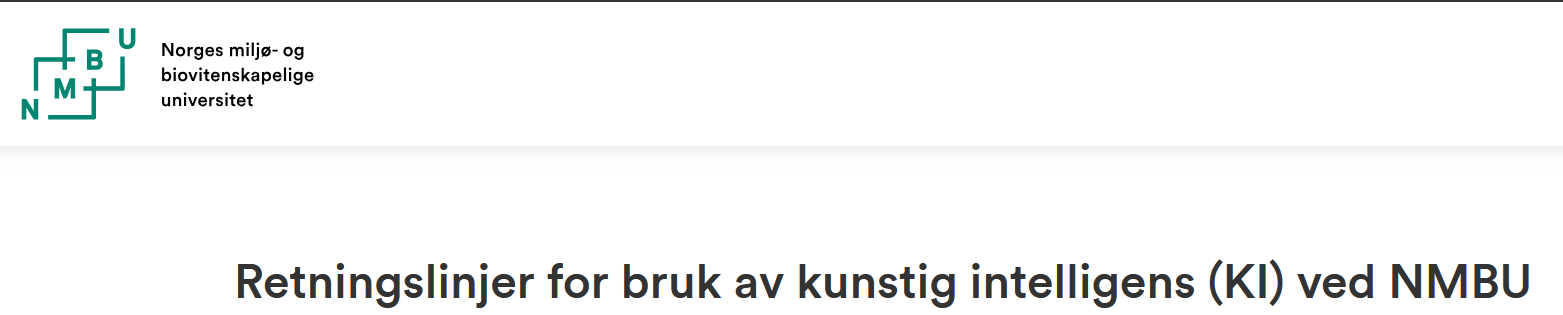 N M B U
Norges miljø- og
biovitenskapelige
universitet
Retningslinjer for bruk av kunstig intelligens (KI) ved NMBU